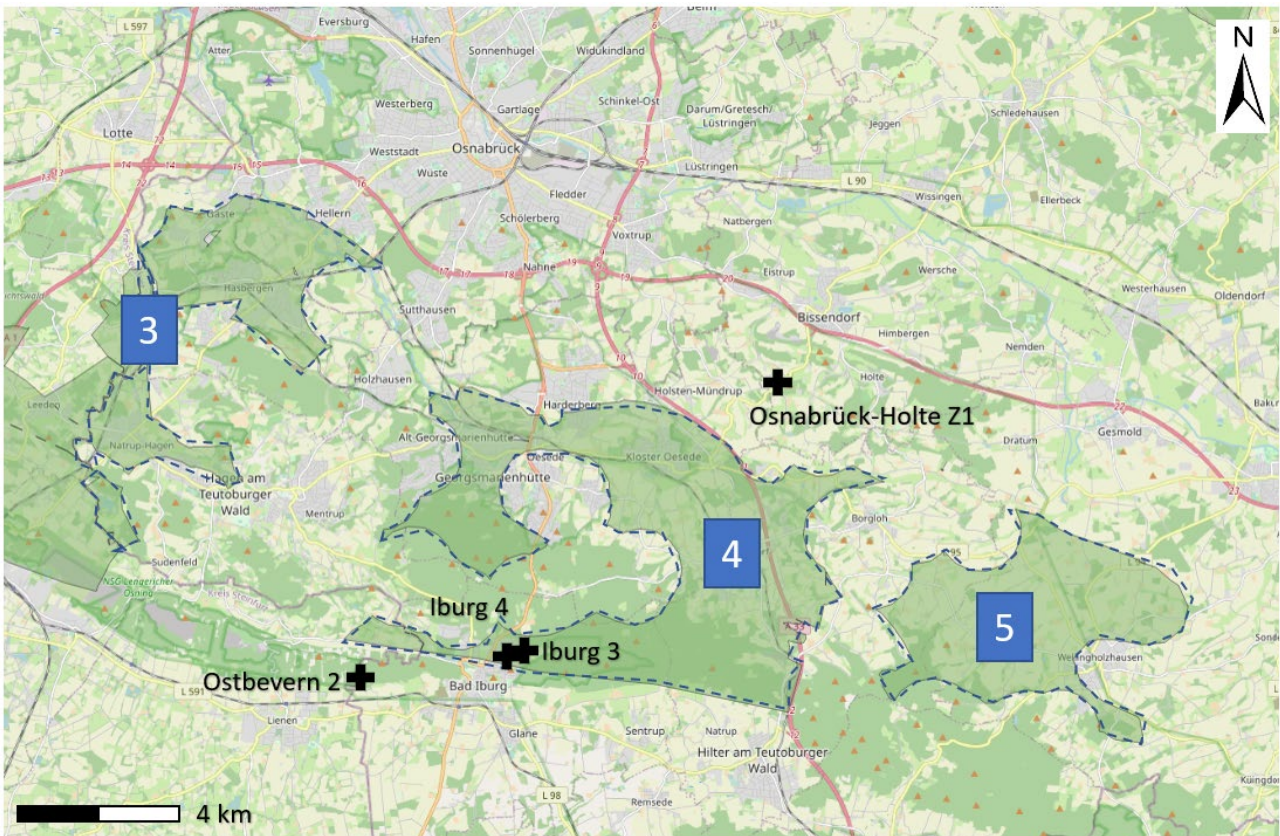 L 597
Eversburg
Hafen
Belm
Sonnenhügel
Widukindland
Atter
Westerberg
Gartlage
Schinkel-Ost
Darum/Gretesch/
Lüstringen
Jeggen
Schledehausen
N
Lotte
Weststadt
Osnabrück
Wüste
Lüstringen
L 90
Fledder
Wissingen
Ellerbeck
Gaste
Hellern
Schölerberg
Natbergen
Voxtrup
Nahne
Eistrup
Wersche
Westerhausen
Oldendorf
Hasbergen
Sutthausen
Bissendorf
Himbergen
Nemden
3
Holzhausen
Holsten-Mündrup
Holte
Leeden
Harderberg
Osnabrück-Holte Z1
Gesmold
Natrup-Hagen
Alt Georgsmarienhütte
Oesede
Kloster Oesede
Dratum
Hagen am
Teutoburger
Wald
Georgsmarienhütte
Mentrup
Borgloh
4
Sudenfeld
NSG Lengericher
Osning
Kreis Steinfurt
Iburg 4
5
Iburg 3
Wellingholzhausen
Ostbevern 2
L 591
Bad Iburg
Lienen
Glane
Sentrup
Natrup
Hilter am Teutoburger
Wald
L 98
Remsede
4 km